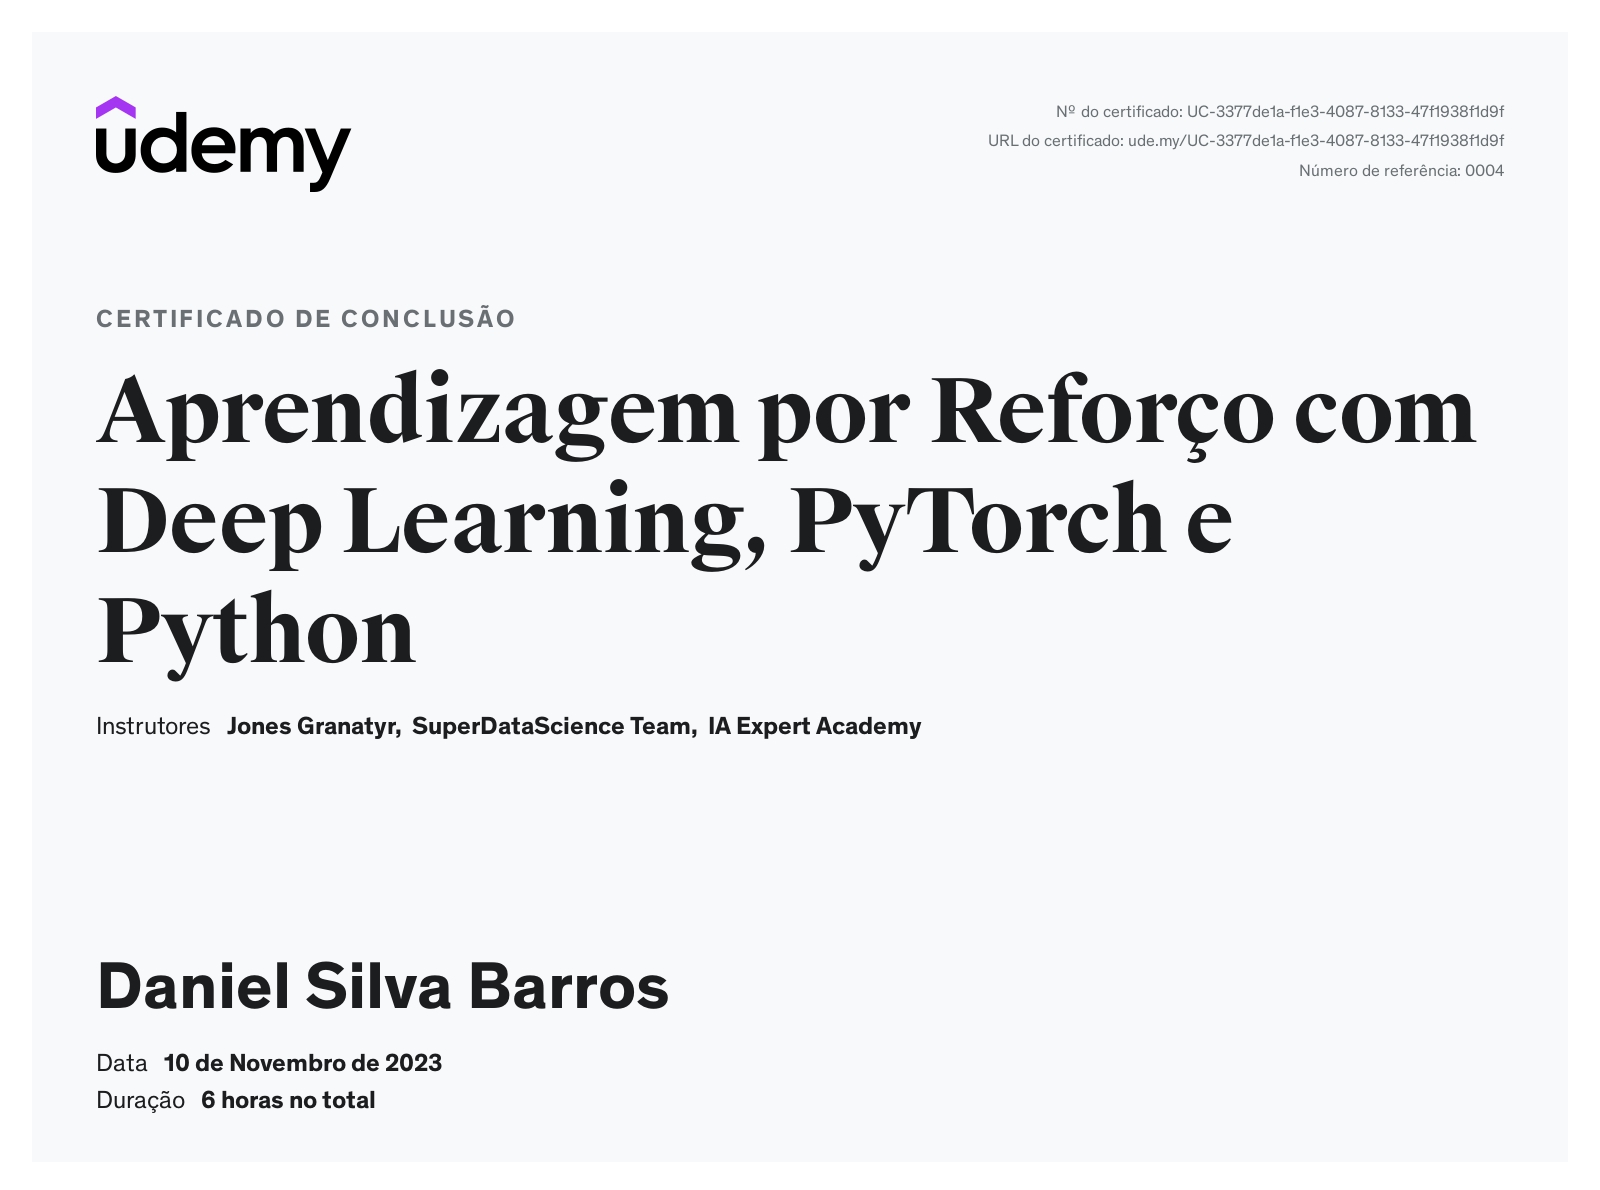 udemy
Nº do certificado: UC-3377de1a-f1e3-4087-8133-47f1938f1d9f
URL do certificado: ude.my/UC-3377de1a-f1e3-4087-8133-47f1938f1d9f
Número de referência: 0004
CERTIFICADO DE CONCLUSÃO
Aprendizagem por Reforço com
Deep Learning, PyTorch e
Python
Instrutores Jones Granatyr, SuperDataScience Team, IA Expert Academy
Daniel Silva Barros
Data 10 de Novembro de 2023
Duração 6 horas no total